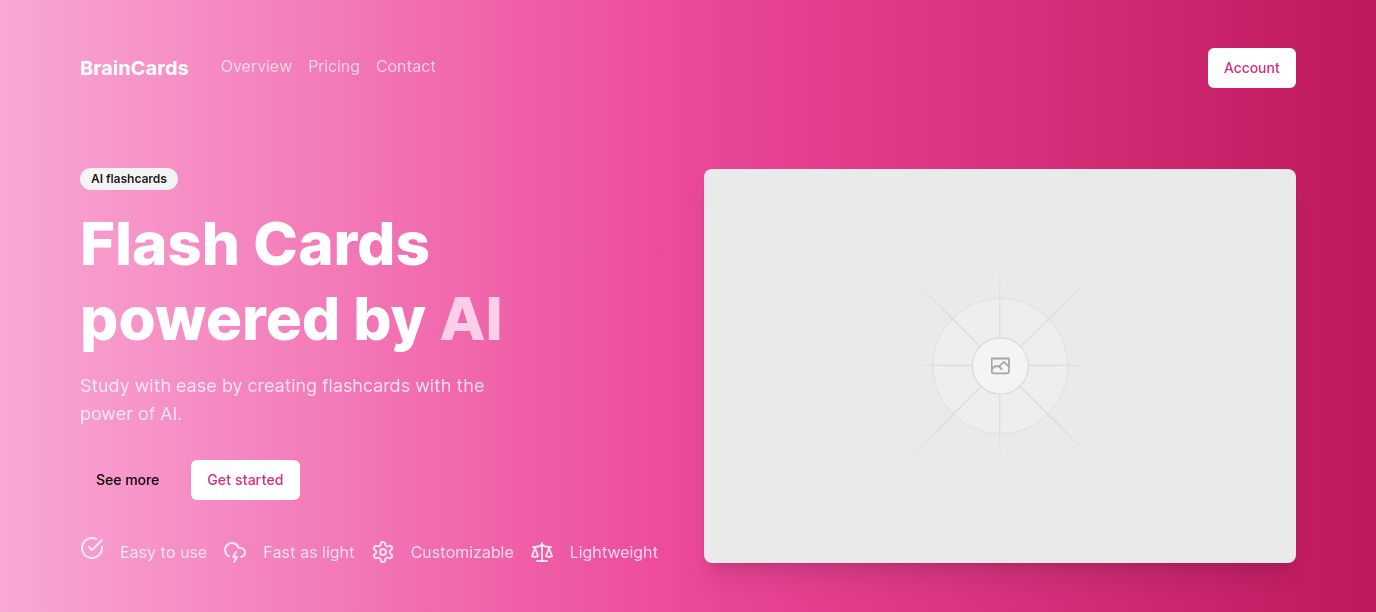 BrainCards Overview Pricing Contact Account
AI flashcards
Flash Cards
powered by AI
Study with ease by creating flashcards with the
power of AI.
See more Get started
Easy to use Fast as light Customizable Lightweight